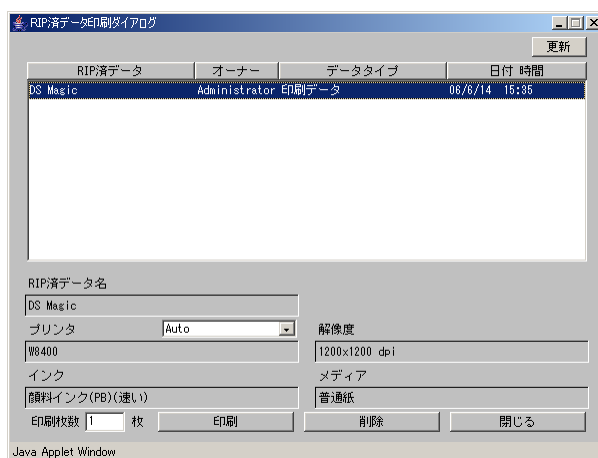 RIP済データ印刷ダイアログ
更新
RIP済データ オーナー データタイプ 日付 時間
DS Magic Administrator 印刷データ 06/6/14 15:35
RIP済データ名
DS Magic
プリンタ Auto 解像度
W8400 1200x1200 dpi
インク メディア
顔料インク(PB)(速い) 普通紙
印刷枚数 1 枚 印刷 削除 閉じる
Java Applet Window